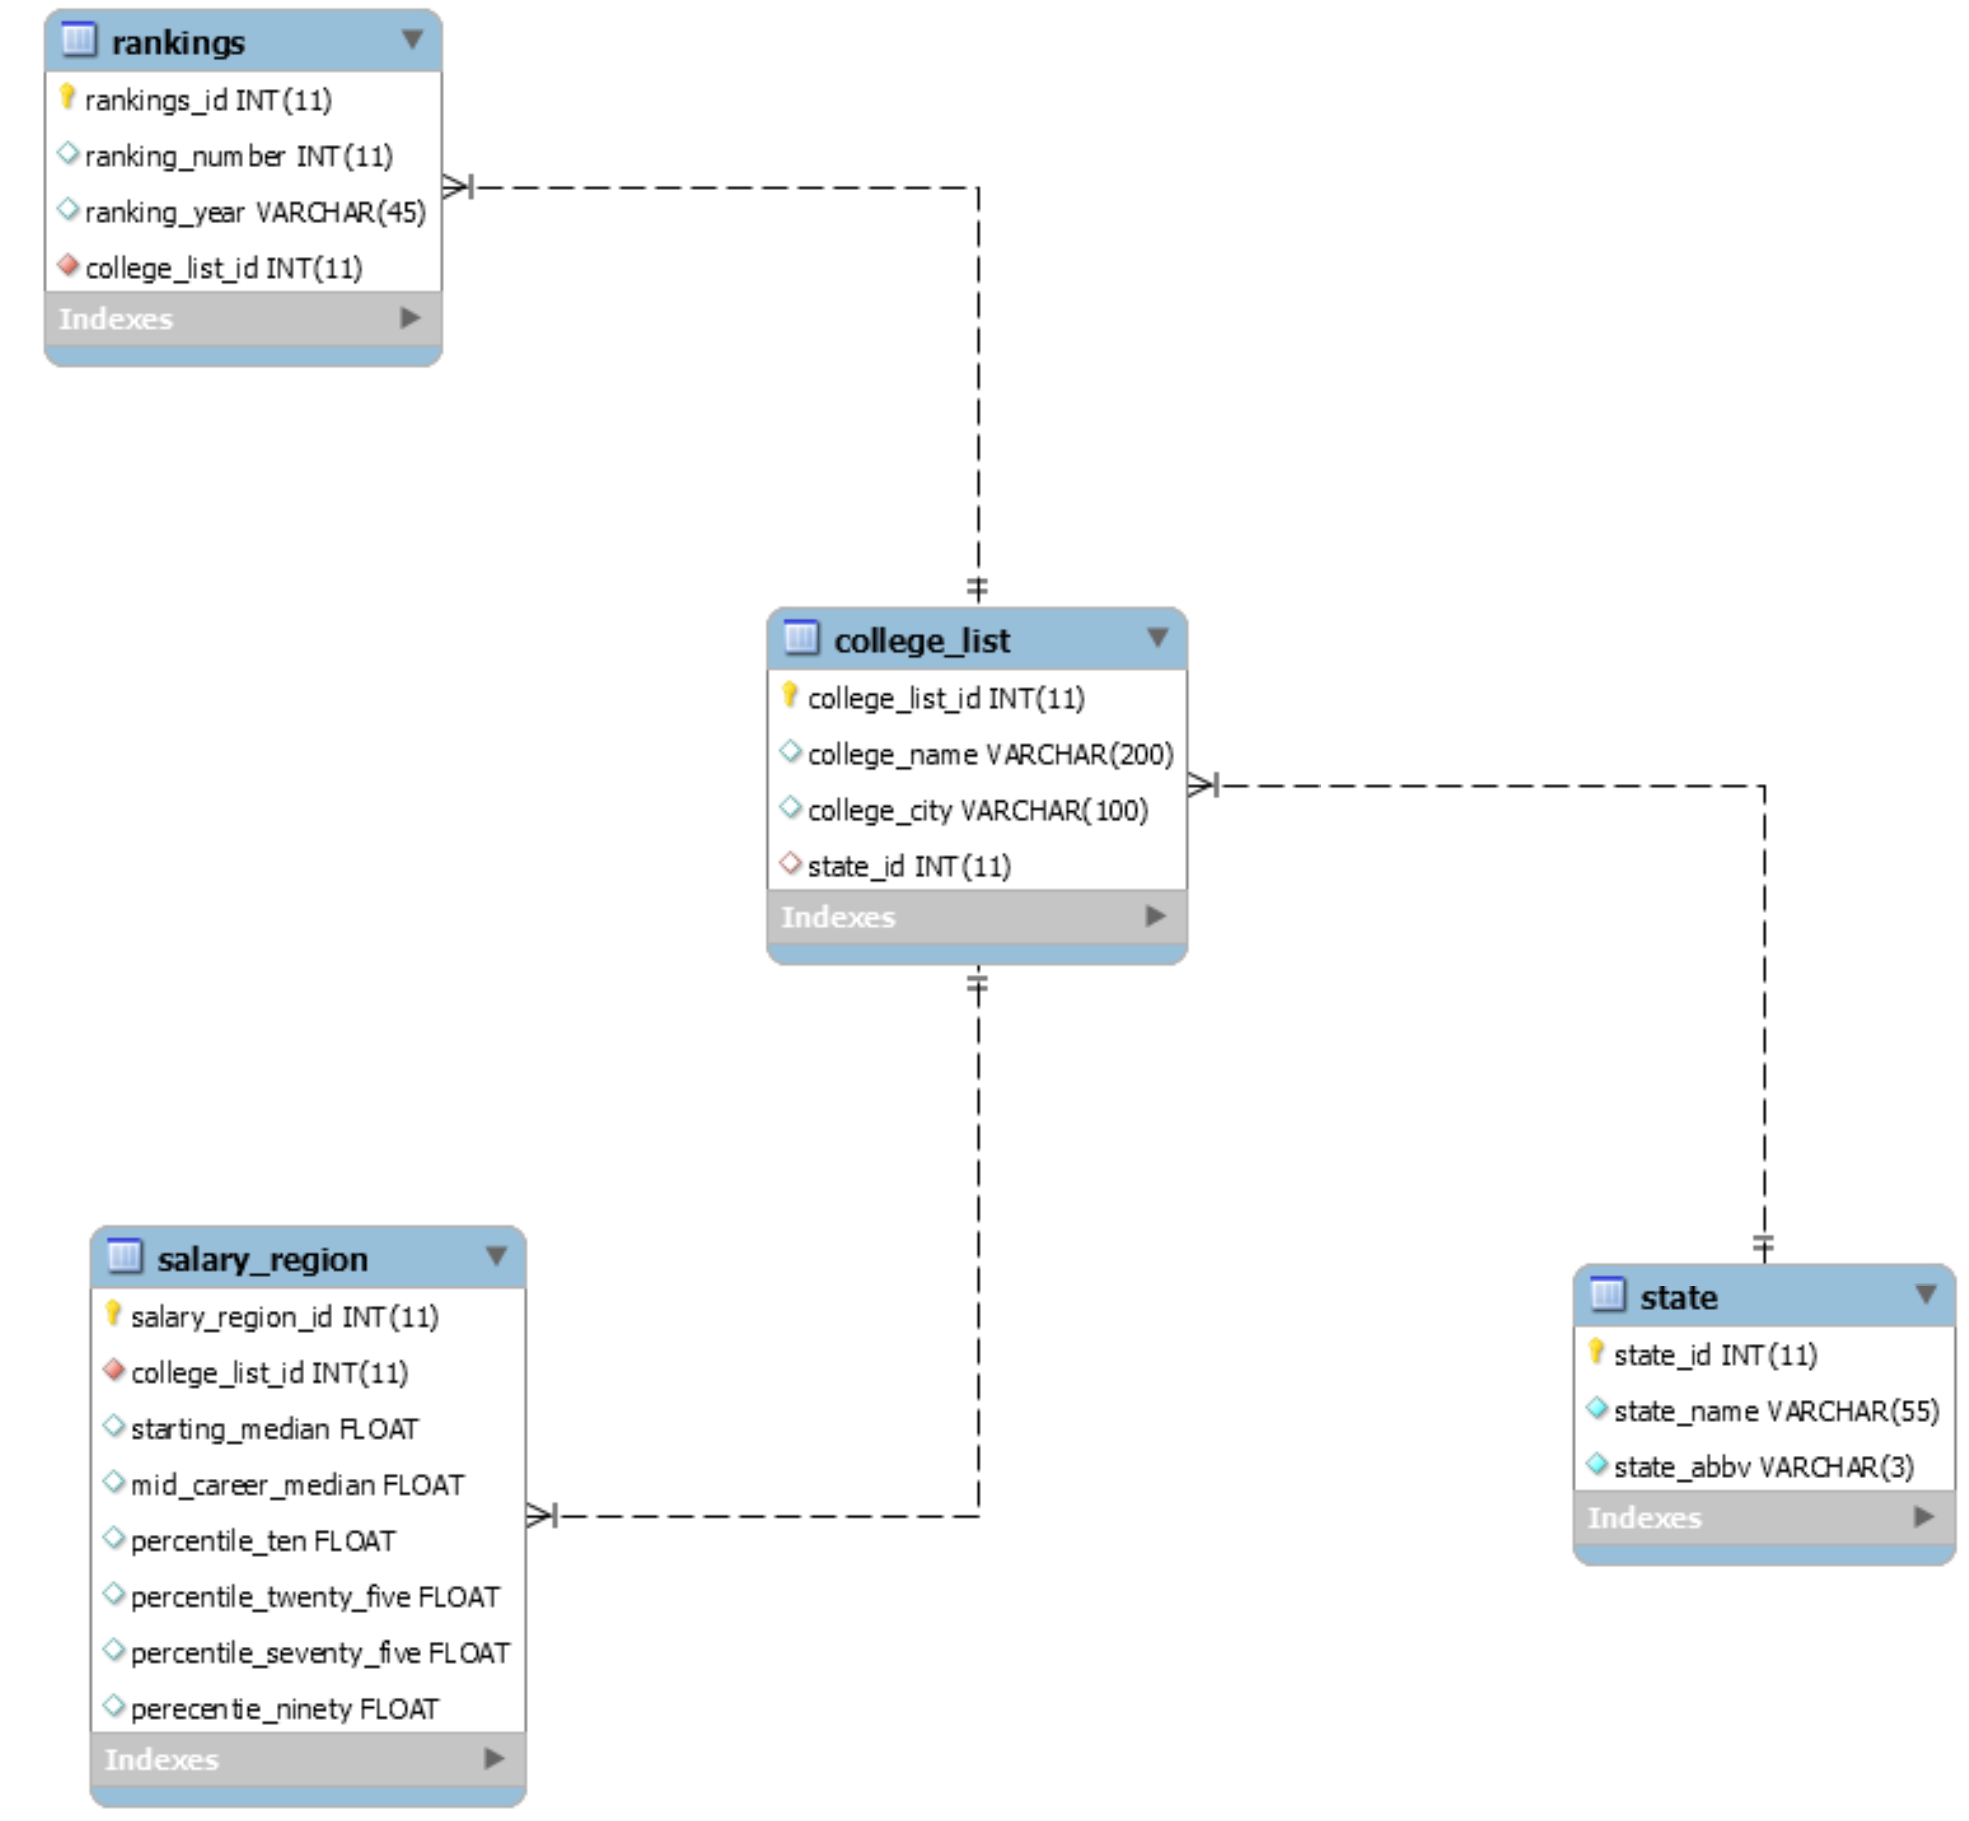 rankings
rankings_id INT(11)
ranking_number INT(11)
ranking_year VARCHAR(45)
college_list_id INT(11)
Indexes
college_list
college_list_id INT(11)
college_name VARCHAR(200)
college_city VARCHAR(100)
state_id INT(11)
Indexes
salary_region
salary_region_id INT(11)
college_list_id INT(11)
starting_median FLOAT
mid_career_median FLOAT
percentile_ten FLOAT
percentile_twenty_five FLOAT
percentile_seventy_five FLOAT
perecentie_ninety FLOAT
Indexes
state
state_id INT(11)
state_name VARCHAR(55)
state_abbv VARCHAR(3)
Indexes